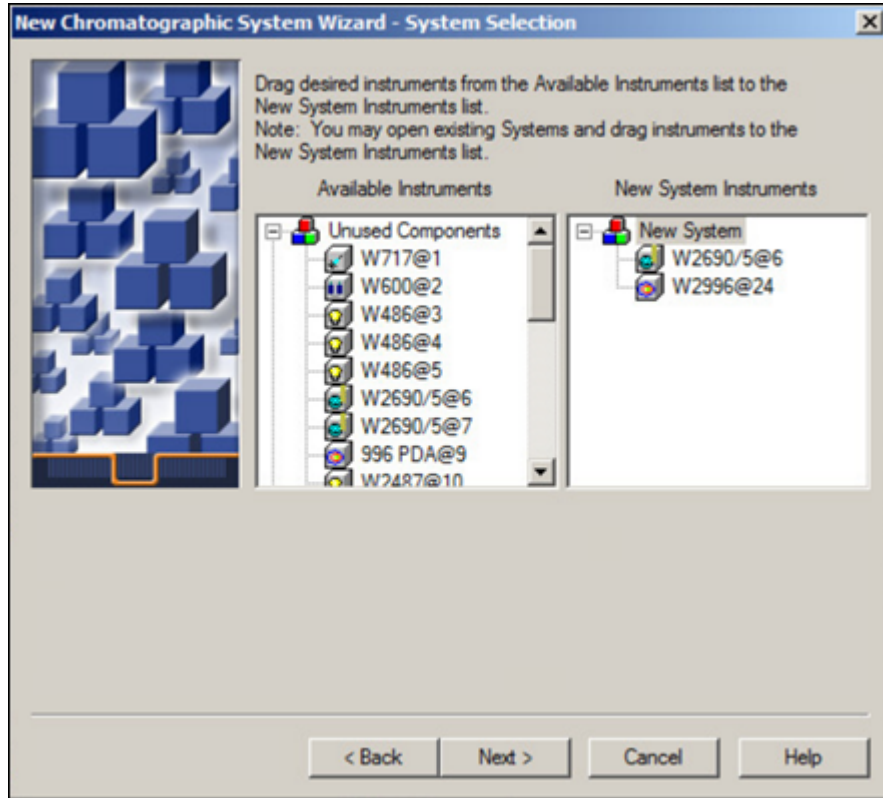 New Chromatographic System Wizard - System Selection
Drag desired instruments from the Available Instruments list to the
New System Instruments list.
Note: You may open existing Systems and drag instruments to the
New System Instruments list.
Available Instruments
New System Instruments
Unused Components
W717@1
W600@2
W486@3
W486@4
W486@5
W2690/5@6
W2690/5@7
996 PDA@9
W2487@10
New System
W2690/5@6
W2996@24
< Back
Next >
Cancel
Help